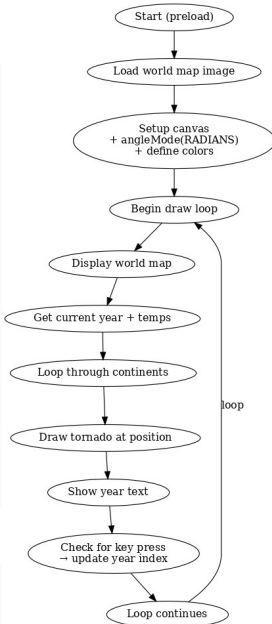 Start (preload)
Load world map image
Setup canvas
+ angleMode(RADIANS)
+ define colors
Begin draw loop
Display world map
Get current year + temps
Loop through continents
loop
Draw tornado at position
Show year text
Check for key press
→ update year index
Loop continues